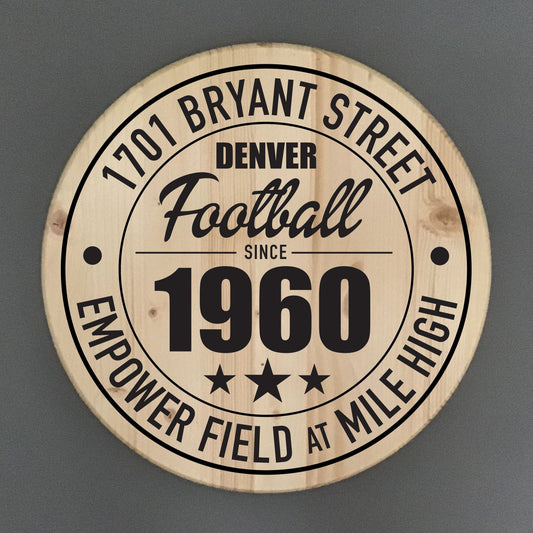 1701 BRYANT STREET
DENVER
Football
SINCE
1960
EMPOWER FIELD AT MILE HIGH